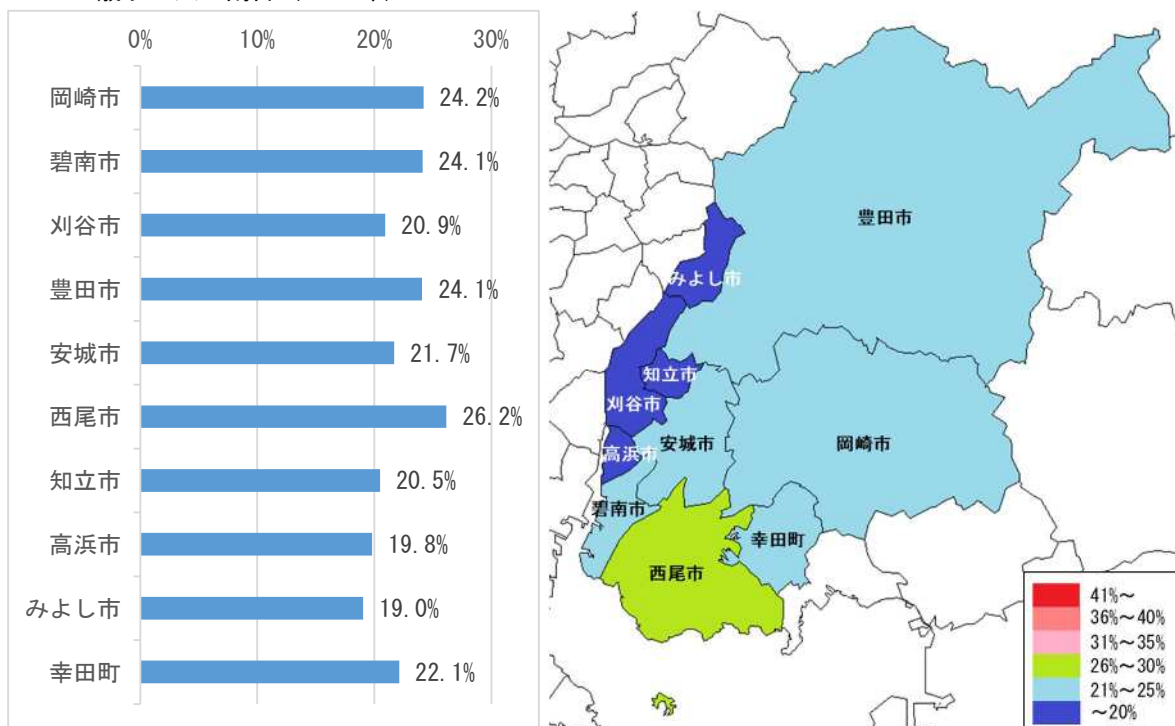 0% 10% 20% 30%
岡崎市 24.2%
碧南市 24.1%
刈谷市 20.9%
豊田市 24.1%
安城市 21.7%
西尾市 26.2%
知立市 20.5%
高浜市 19.8%
みよし市 19.0%
幸田町 22.1%
豊田市
みよし市
知立市
刈谷市
安城市
岡崎市
高浜市
碧南市
幸田町
西尾市
41%～
36%～40%
31%～35%
26%～30%
21%～25%
～20%